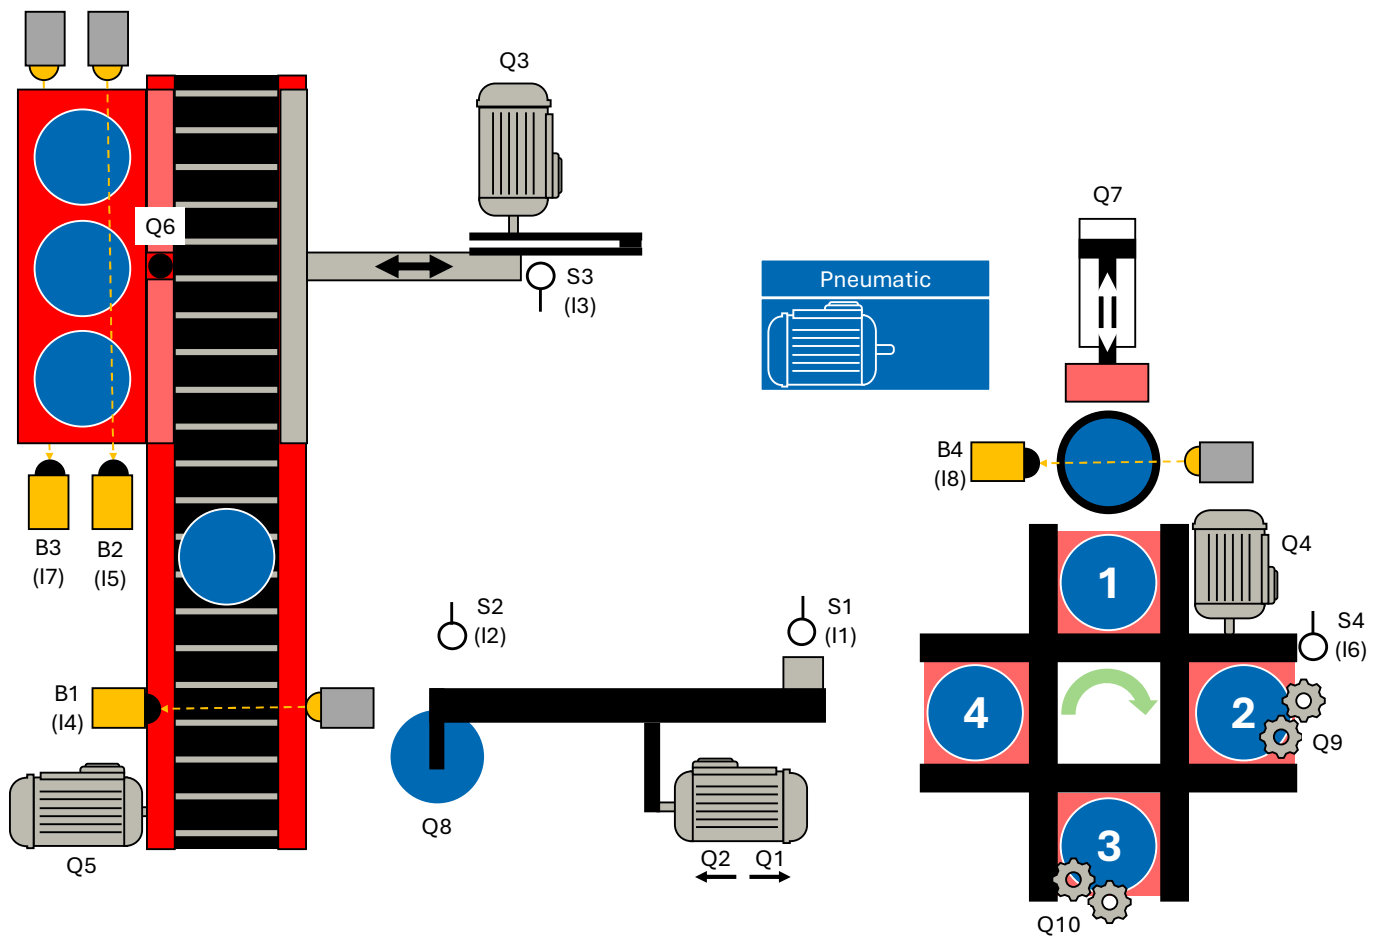 Q3
Q7
Q6
S3
(I3)
Pneumatic
B4
(I8)
B3
(I7)
B2
(I5)
Q4
1
S2
(I2)
S1
(I1)
S4
(I6)
B1
(I4)
4
2
Q9
Q8
3
Q5
Q2
Q1
Q10